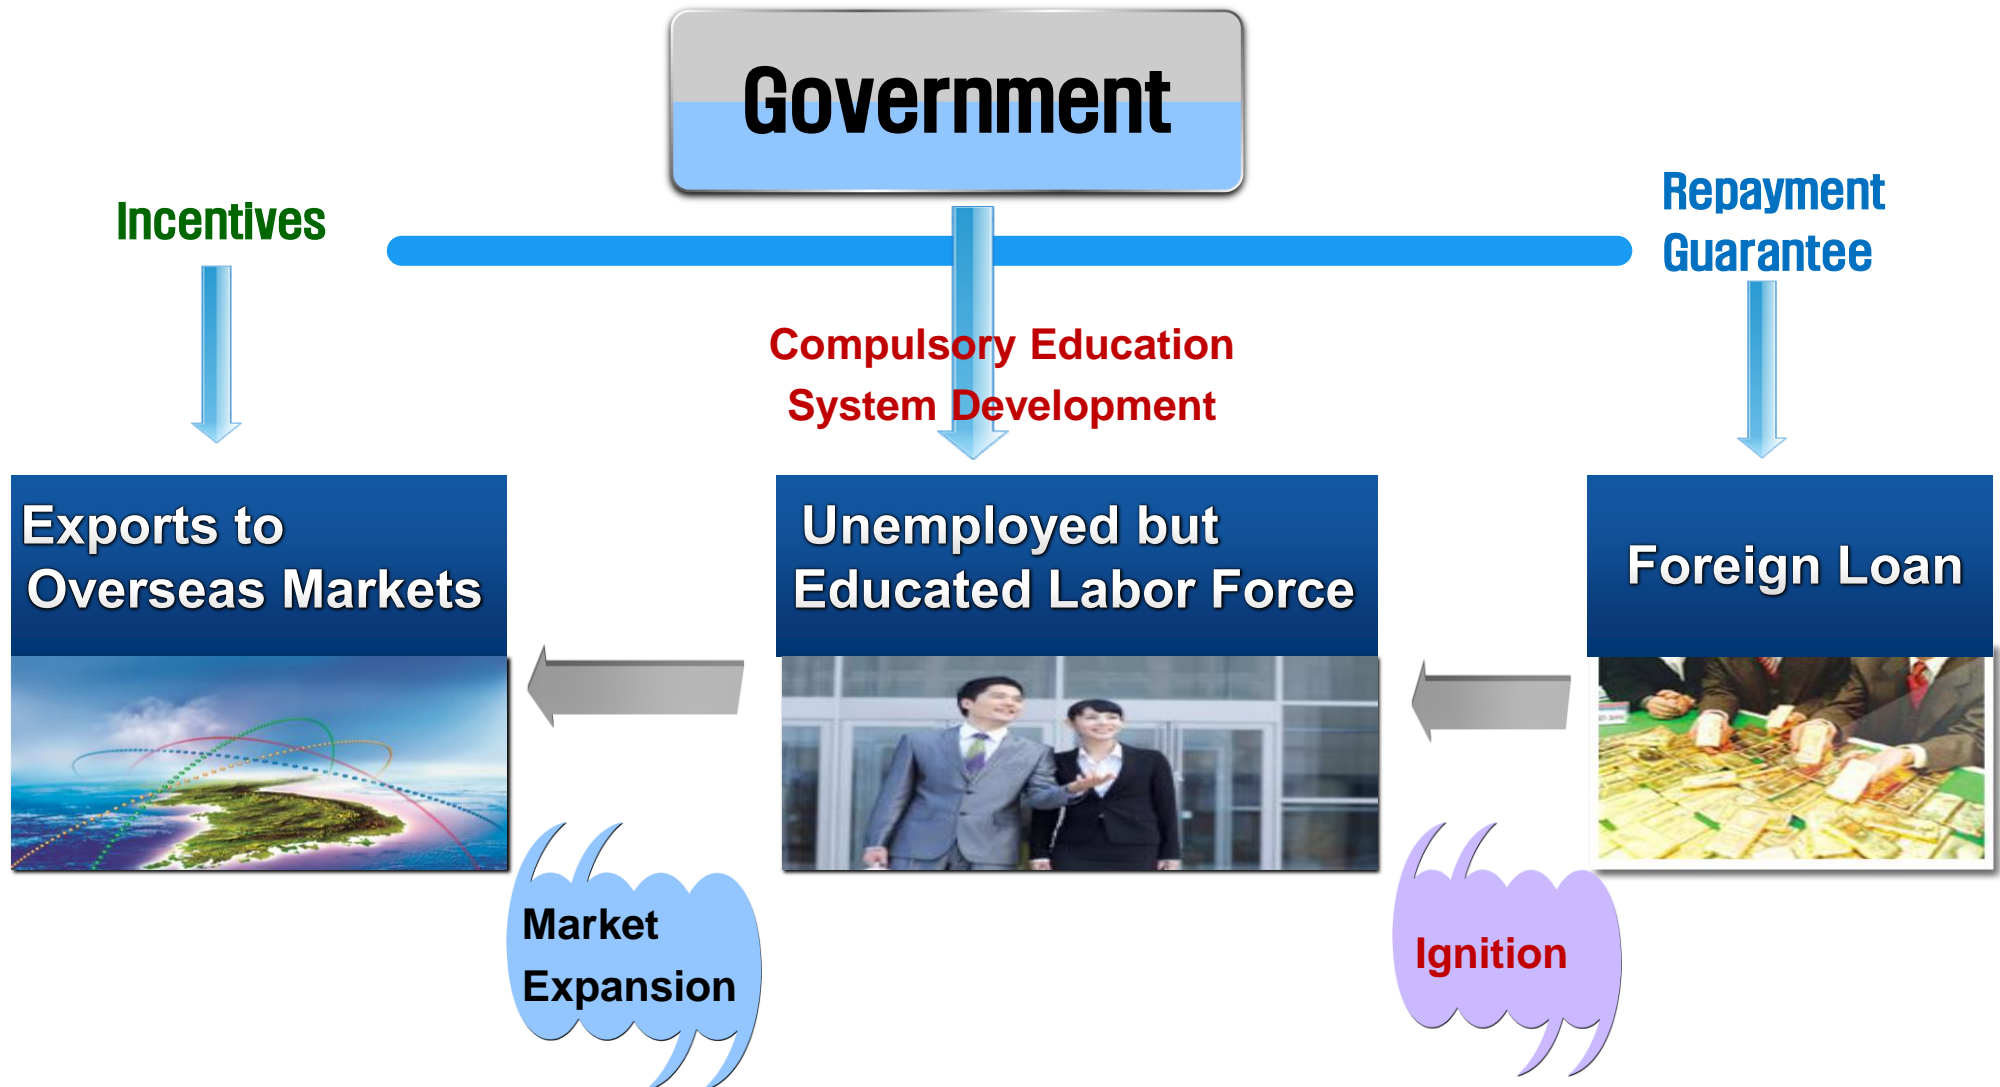 Government
Incentives
Repayment
Guarantee
Compulsory Education
System Development
Exports to
Overseas Markets
Unemployed but
Educated Labor Force
Foreign Loan
Market
Expansion
Ignition